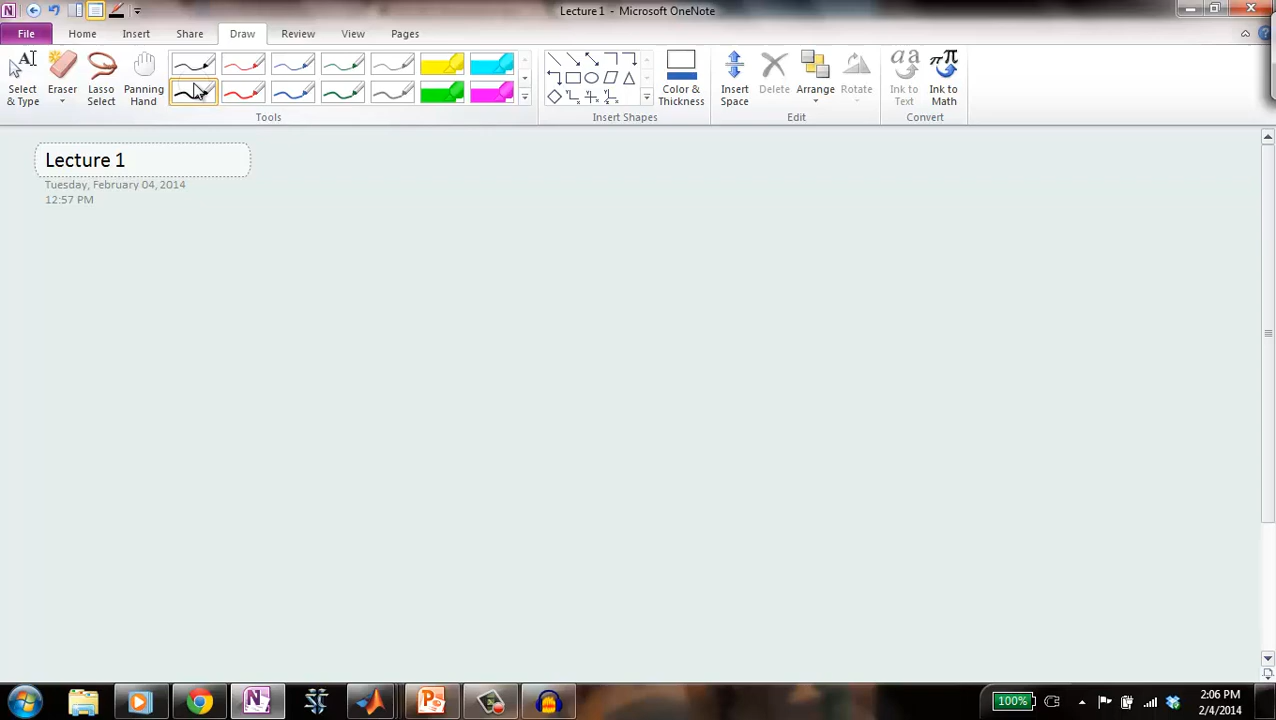 Lecture 1 - Microsoft OneNote
File Home Insert Share Draw Review View Pages
Select & Type
Eraser
Lasso Select
Panning Hand
Color & Thickness
Insert Space
Delete
Arrange
Rotate
Ink to Text
Ink to Math
Tools
Insert Shapes
Edit
Convert
Lecture 1
Tuesday, February 04, 2014
12:57 PM
100%
2:06 PM
2/4/2014